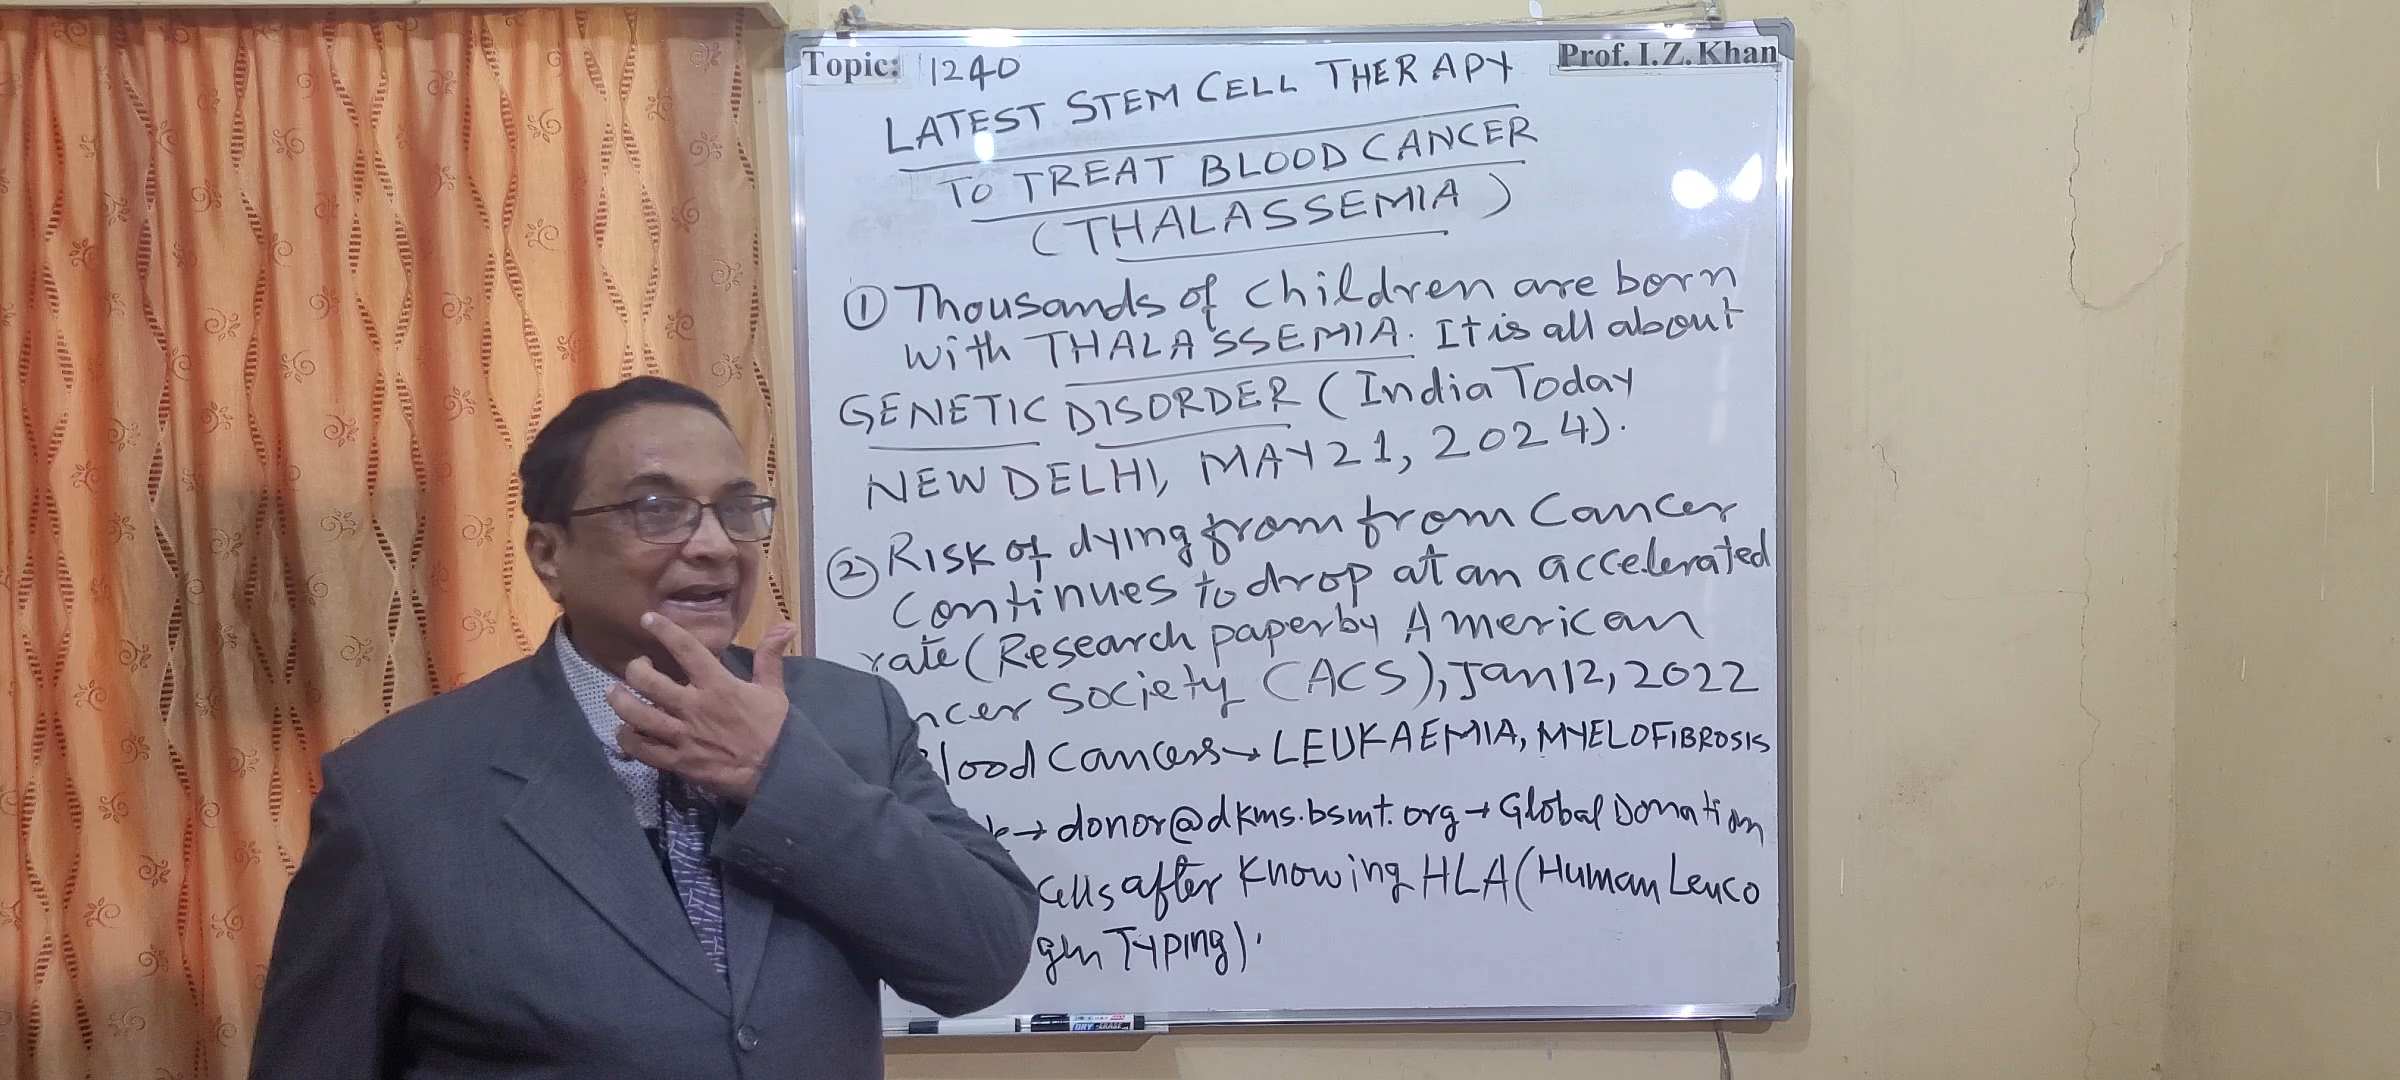 Topic: 1240
Prof. I.Z. Khan
LATEST STEM CELL THERAPY
TO TREAT BLOOD CANCER
(THALASSEMIA)
① Thousands of children are born
with THALASSEMIA. It is all about
GENETIC DISORDER (India Today
NEW DELHI, MAY 21, 2024).
② RISK of dying from from Cancer
Continues to drop at an accelerated
rate (Research paper by American
ncer Society (ACS), Jan 12, 2022
lood Cancers → LEUKAEMIA, MYELOFIBROSIS
→ donor@dkms.bsmt.org → Global Donation
Cells after Knowing HLA (Human Leuco
gen Typing).
DRY ERASE